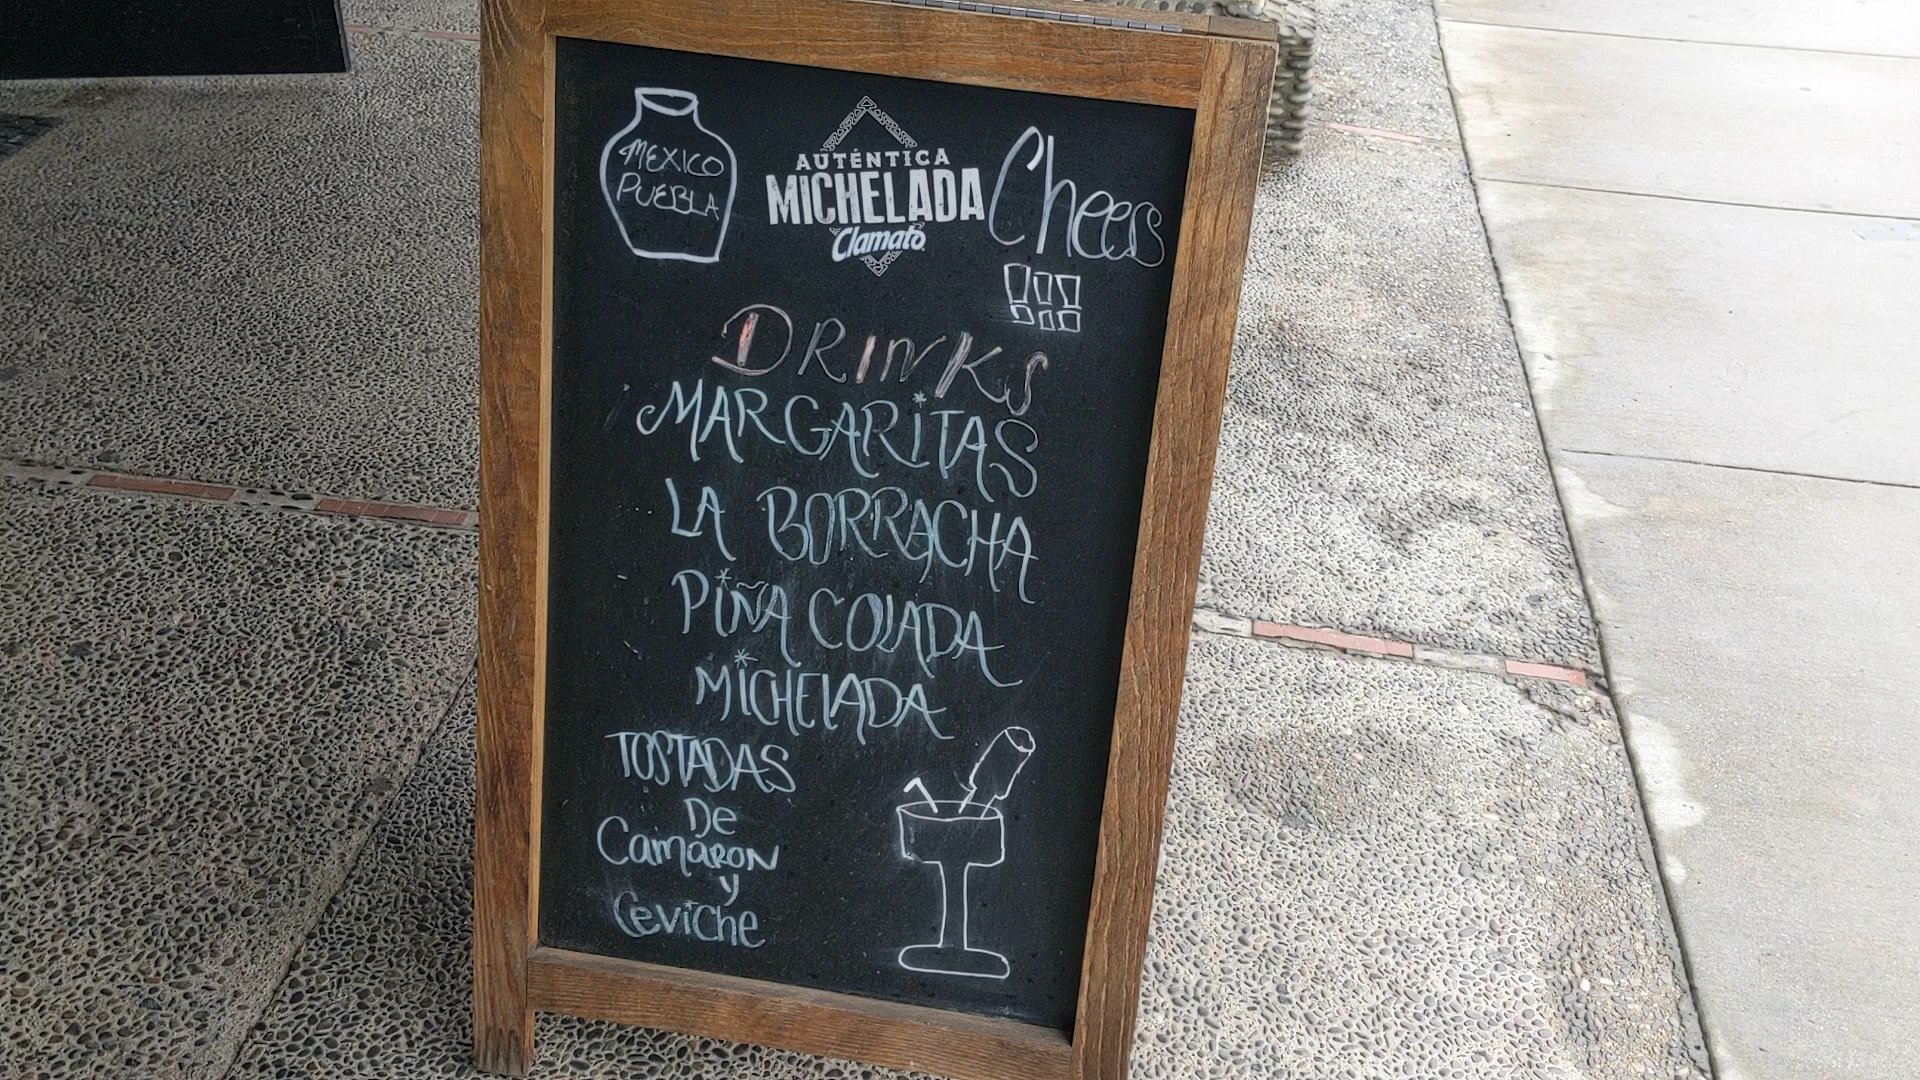 MEXICO
PUEBLA
AUTÉNTICA
MICHELADA
Clamato
Cheers
!!!
DRINKS
MARGARITAS
LA BORRACHA
PIÑA COLADA
MICHELADA
TOSTADAS
De
Camaron
y
Ceviche